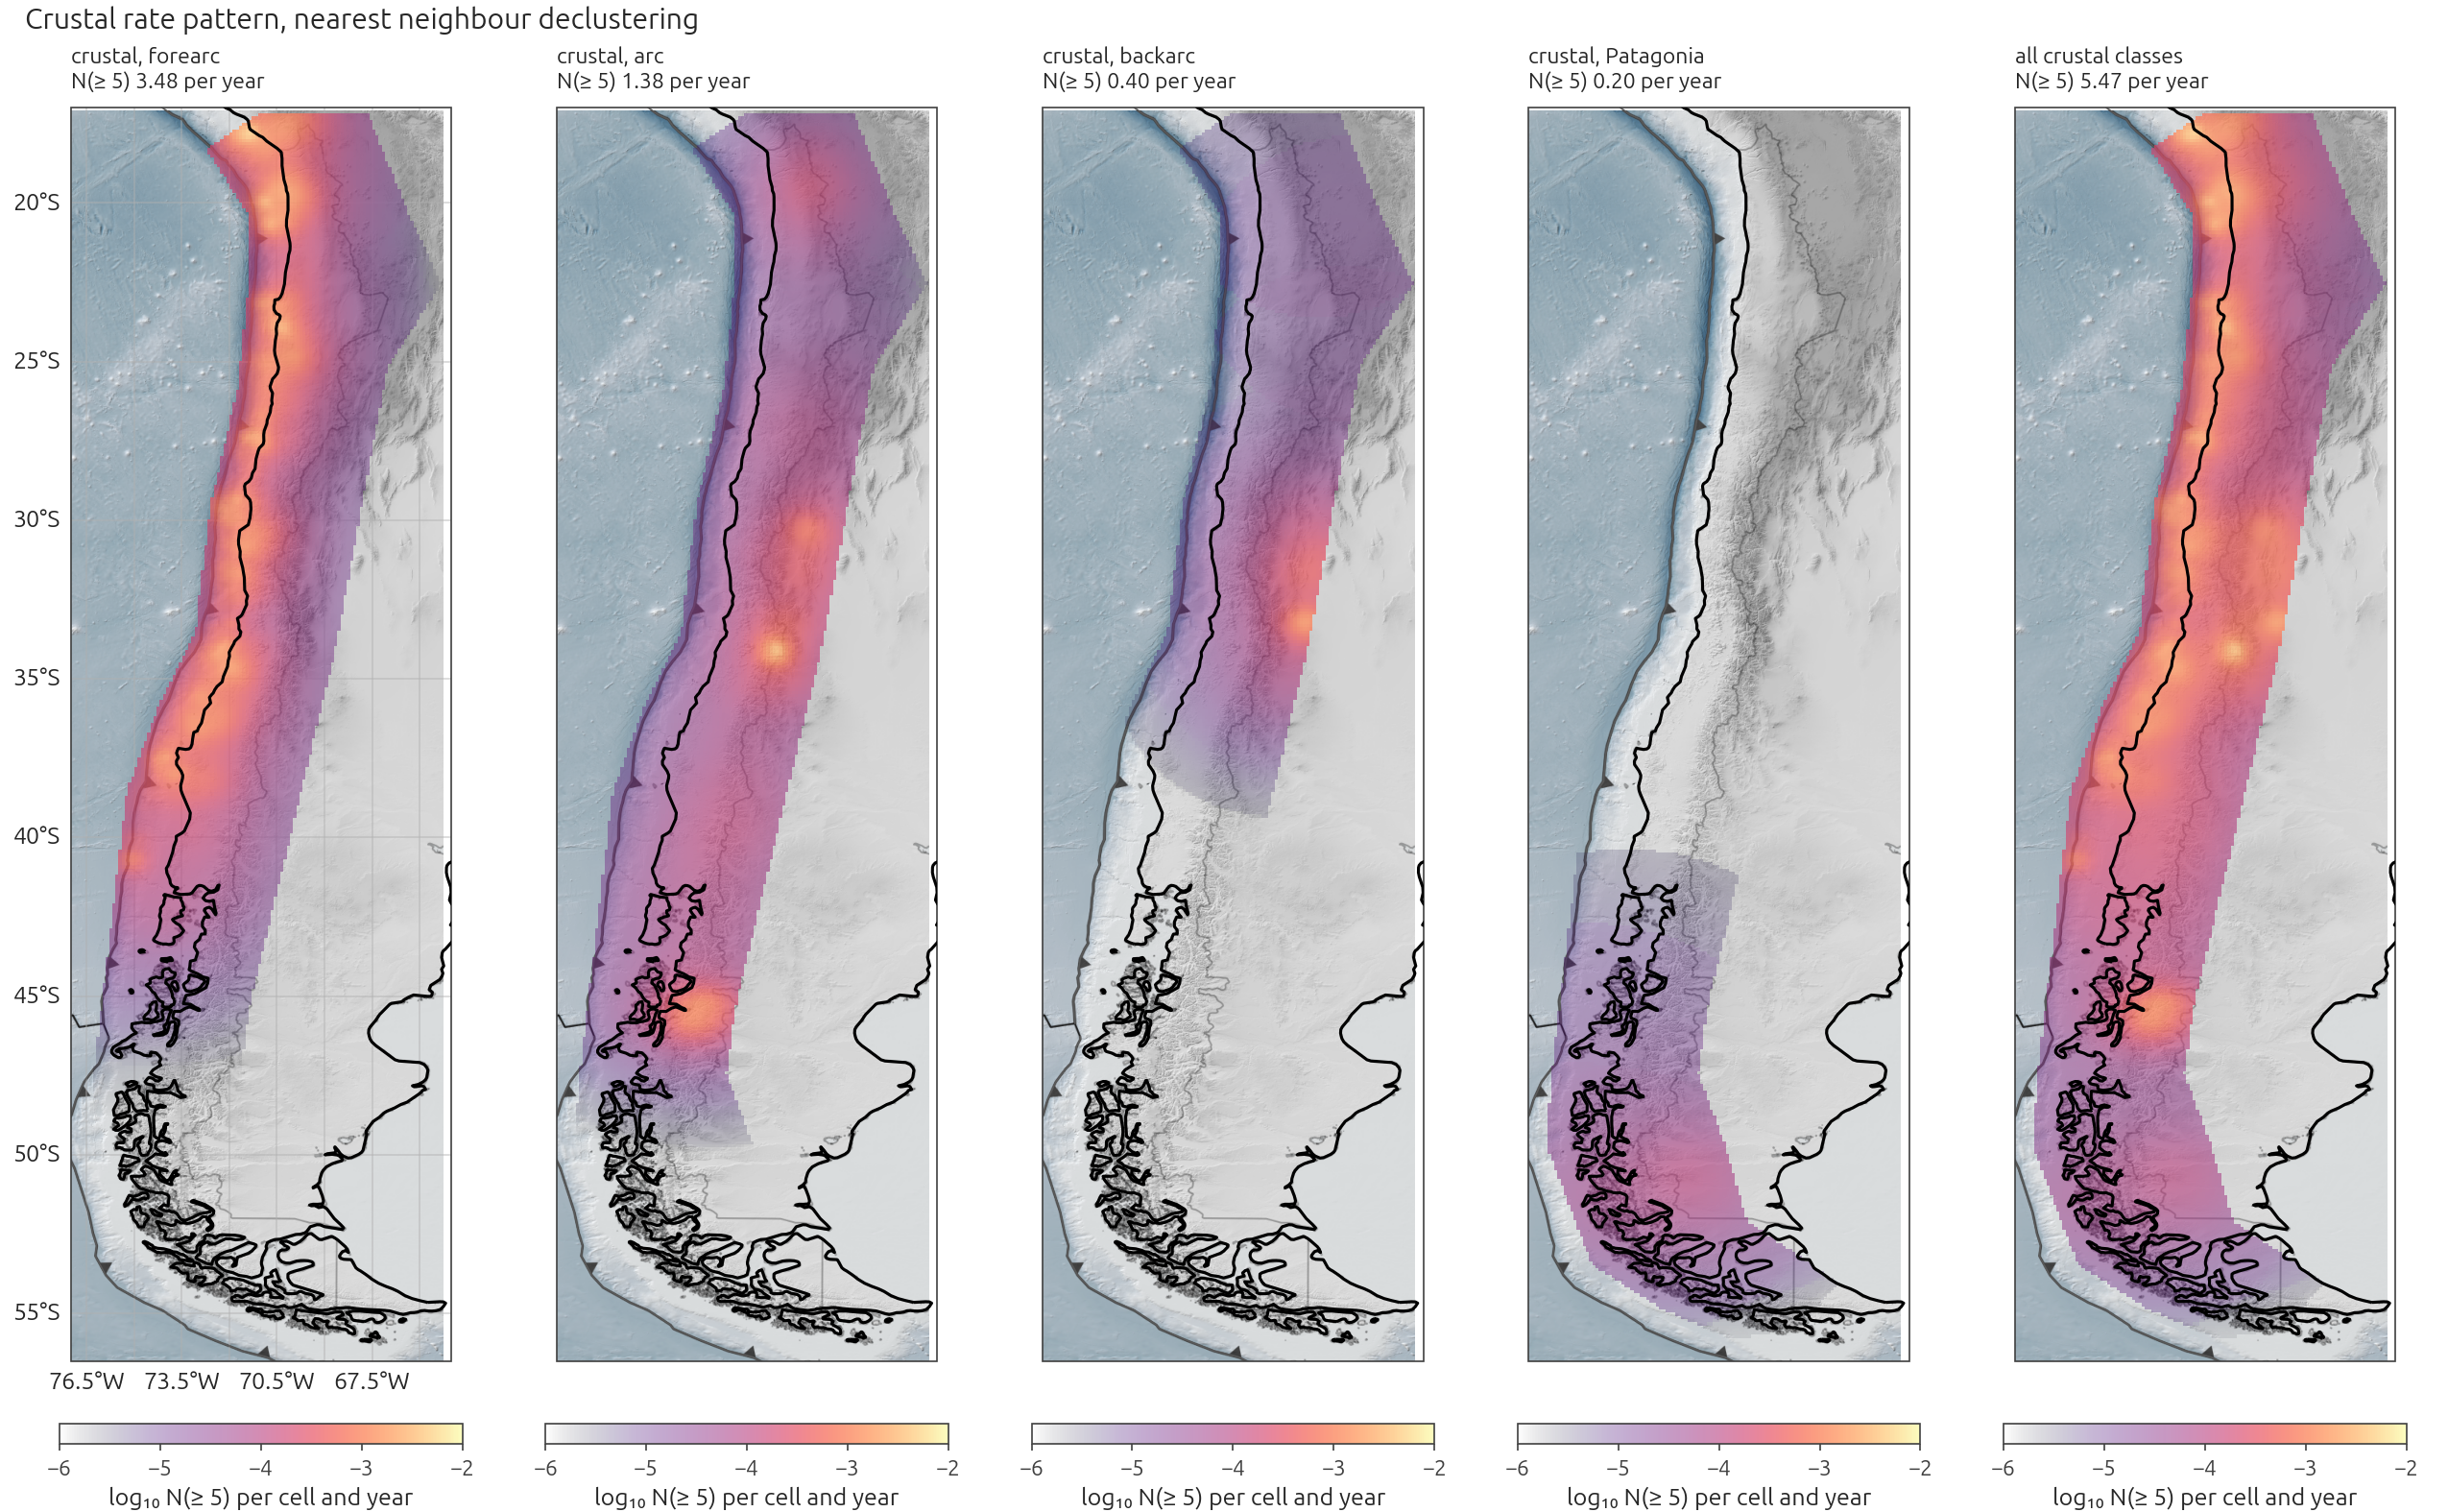 Crustal rate pattern, nearest neighbour declustering
crustal, forearc
N(≥ 5) 3.48 per year
crustal, arc
N(≥ 5) 1.38 per year
crustal, backarc
N(≥ 5) 0.40 per year
crustal, Patagonia
N(≥ 5) 0.20 per year
all crustal classes
N(≥ 5) 5.47 per year
20°S
25°S
30°S
35°S
40°S
45°S
50°S
55°S
76.5°W 73.5°W 70.5°W 67.5°W
−6 −5 −4 −3 −2
log₁₀ N(≥ 5) per cell and year
−6 −5 −4 −3 −2
log₁₀ N(≥ 5) per cell and year
−6 −5 −4 −3 −2
log₁₀ N(≥ 5) per cell and year
−6 −5 −4 −3 −2
log₁₀ N(≥ 5) per cell and year
−6 −5 −4 −3 −2
log₁₀ N(≥ 5) per cell and year